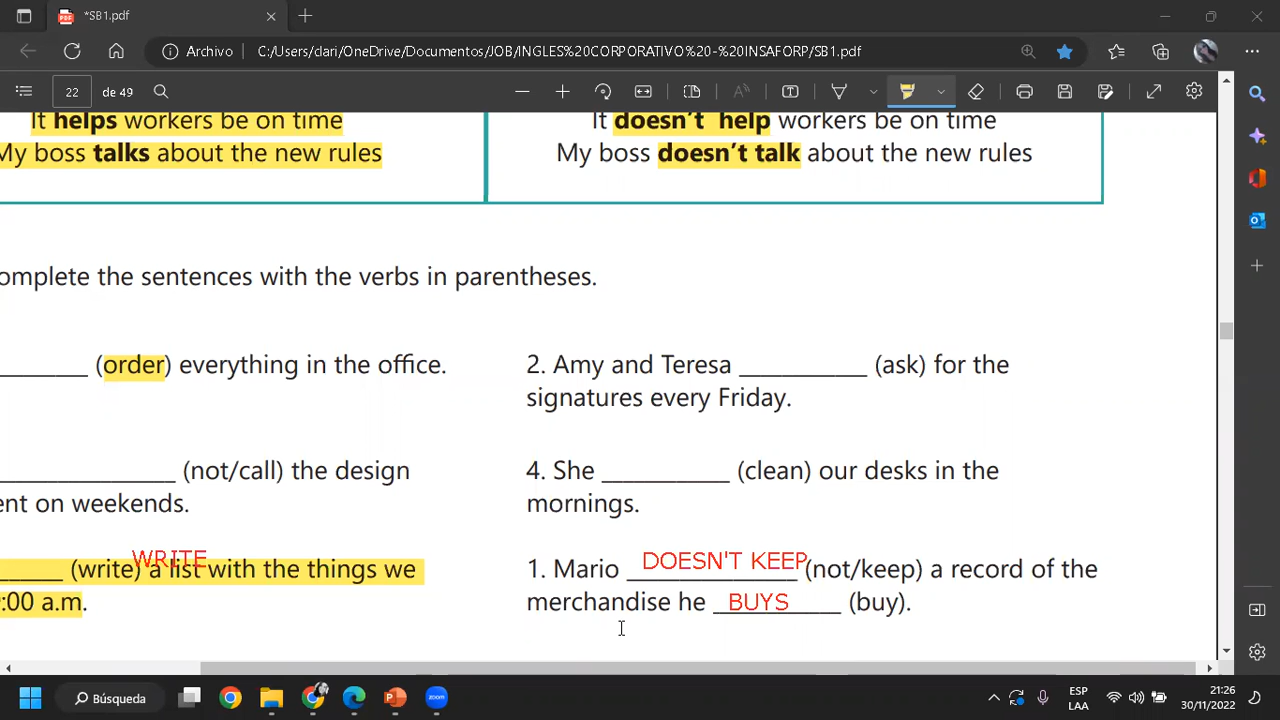 *SB1.pdf
Archivo C:/Users/clari/OneDrive/Documentos/JOB/INGLES%20CORPORATIVO%20-%20INSAFORP/SB1.pdf
22 de 49
It helps workers be on time
My boss talks about the new rules
It doesn't help workers be on time
My boss doesn't talk about the new rules
omplete the sentences with the verbs in parentheses.
_______ (order) everything in the office.
2. Amy and Teresa __________ (ask) for the
signatures every Friday.
______________ (not/call) the design
ent on weekends.
4. She __________ (clean) our desks in the
mornings.
WRITE
_____ (write) a list with the things we
:00 a.m.
1. Mario DOESN'T KEEP (not/keep) a record of the
merchandise he BUYS (buy).
Búsqueda
zoom
ESP
LAA
21:26
30/11/2022